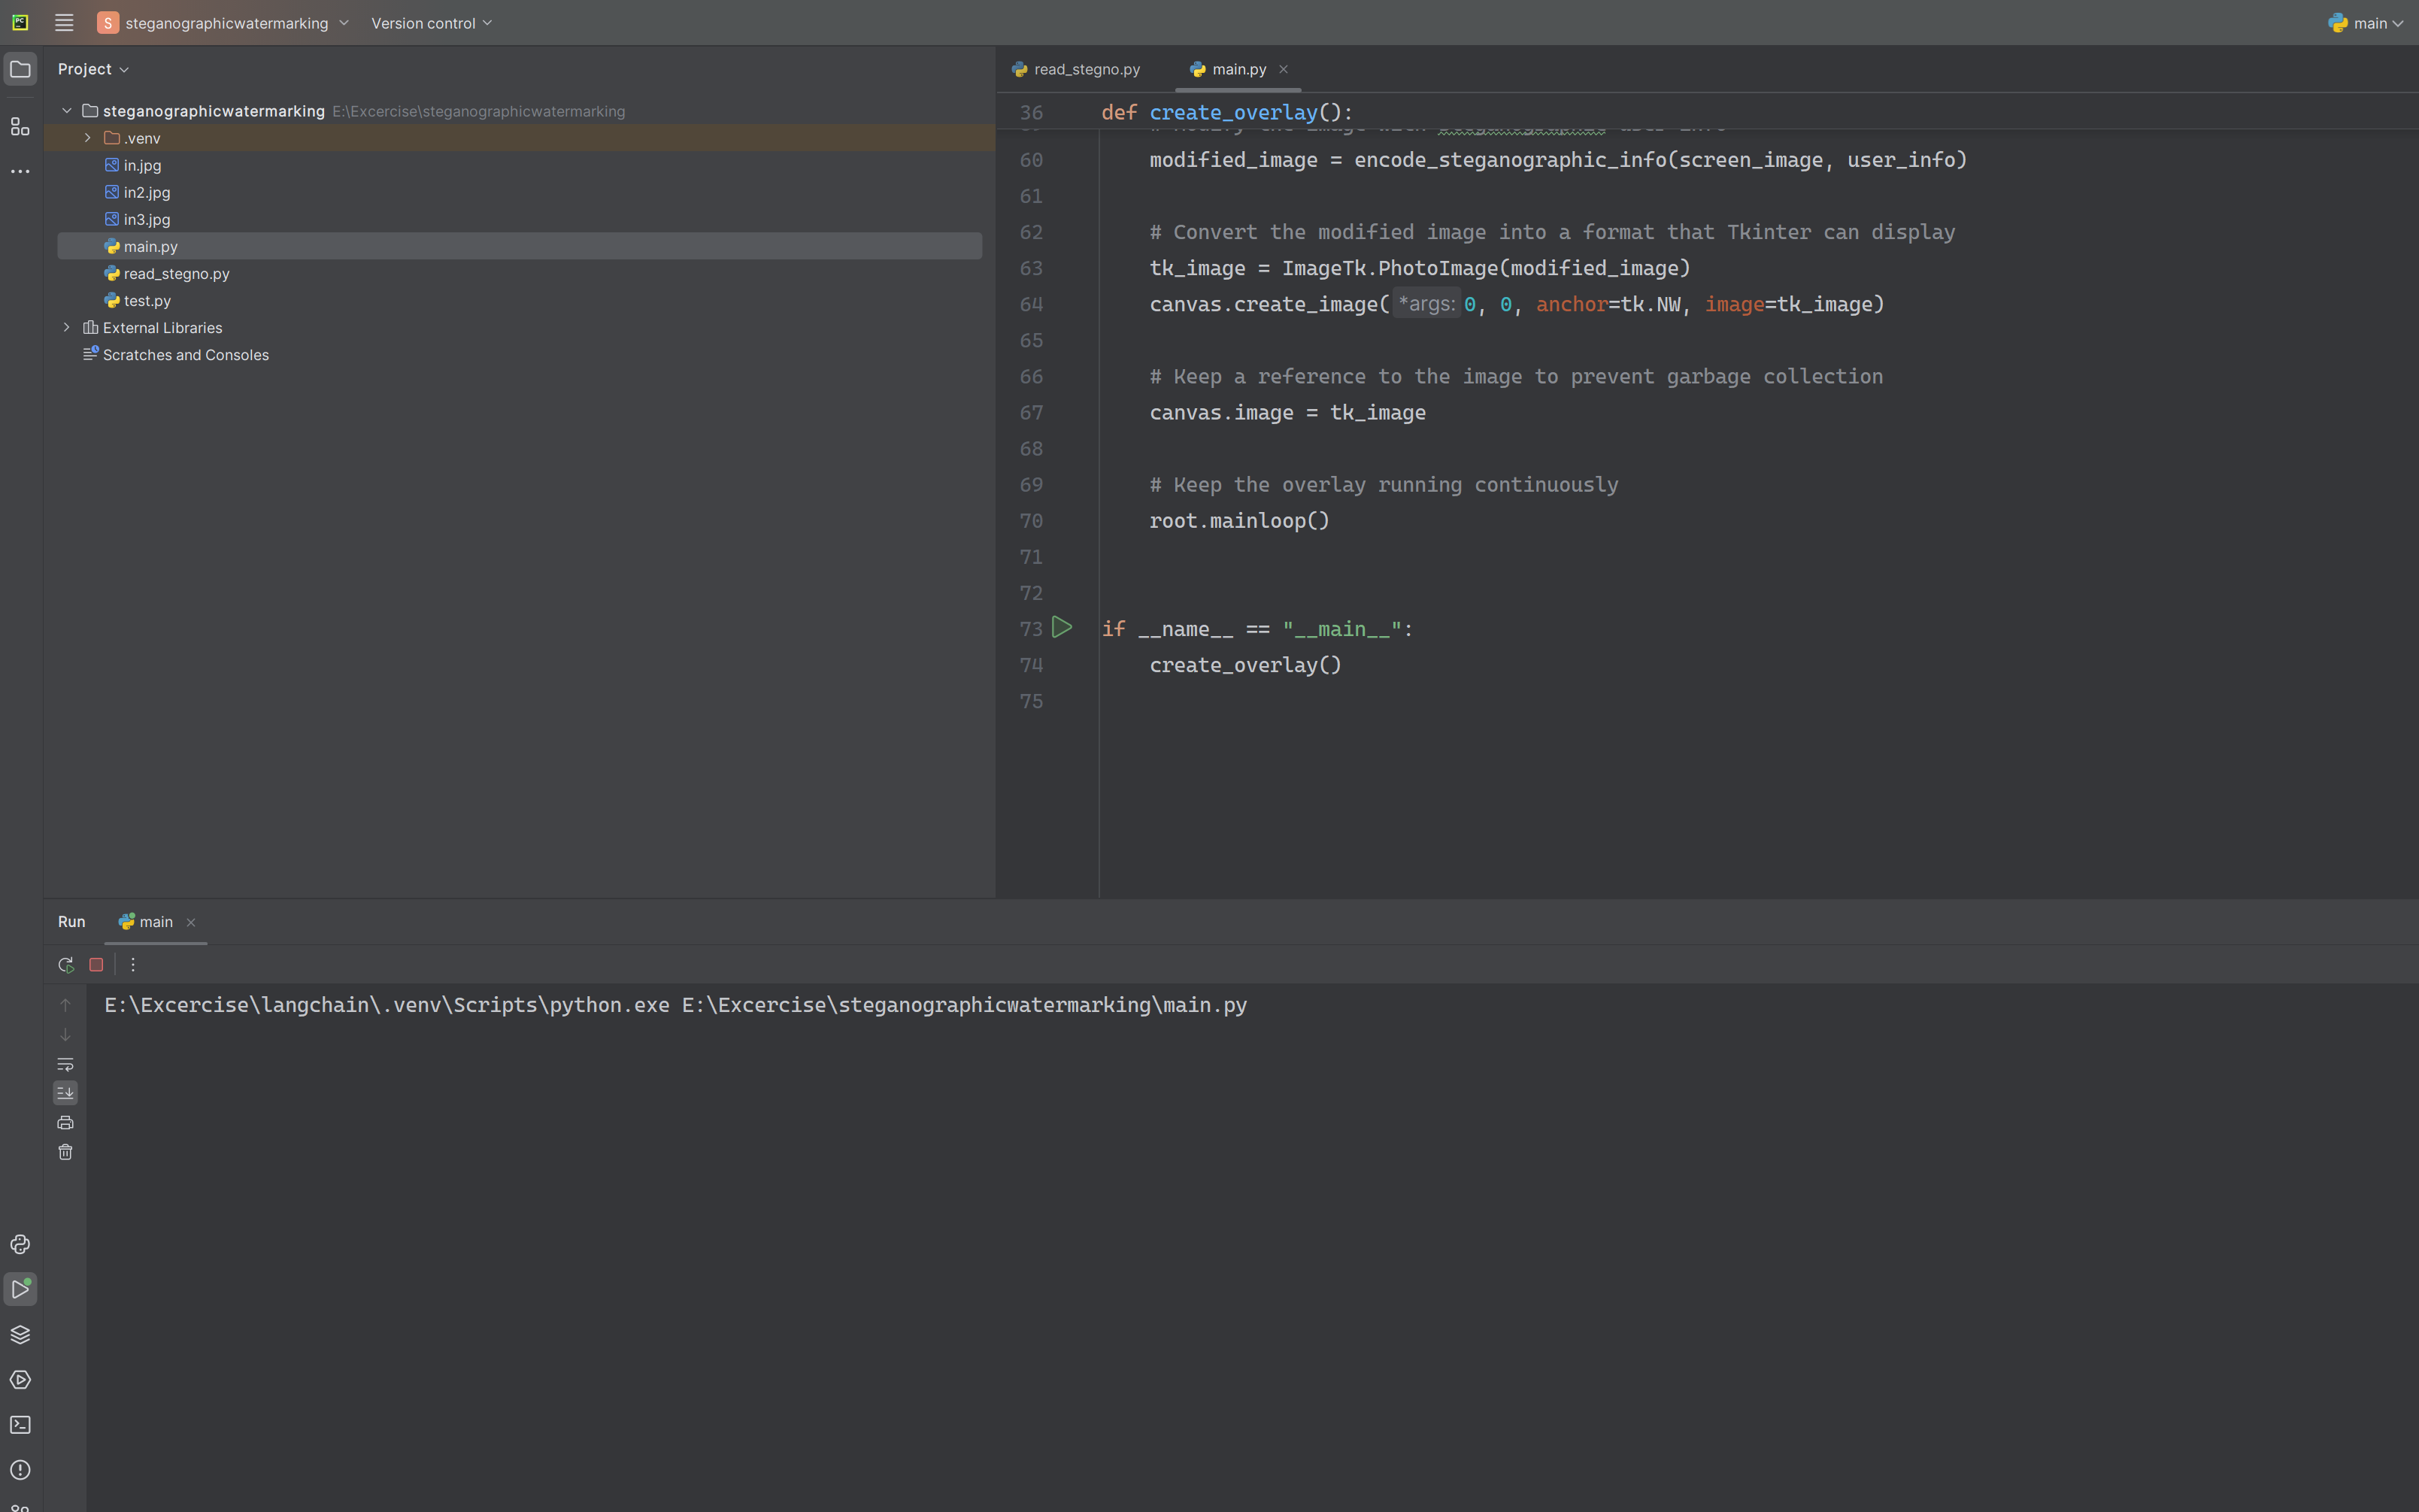 PC
S steganographicwatermarking Version control main
Project
steganographicwatermarking E:\Excercise\steganographicwatermarking
.venv
in.jpg
in2.jpg
in3.jpg
main.py
read_stegno.py
test.py
External Libraries
Scratches and Consoles
read_stegno.py main.py
36 def create_overlay():
60 modified_image = encode_steganographic_info(screen_image, user_info)
61
62 # Convert the modified image into a format that Tkinter can display
63 tk_image = ImageTk.PhotoImage(modified_image)
64 canvas.create_image( *args: 0, 0, anchor=tk.NW, image=tk_image)
65
66 # Keep a reference to the image to prevent garbage collection
67 canvas.image = tk_image
68
69 # Keep the overlay running continuously
70 root.mainloop()
71
72
73 if __name__ == "__main__":
74 create_overlay()
75
Run main
E:\Excercise\langchain\.venv\Scripts\python.exe E:\Excercise\steganographicwatermarking\main.py